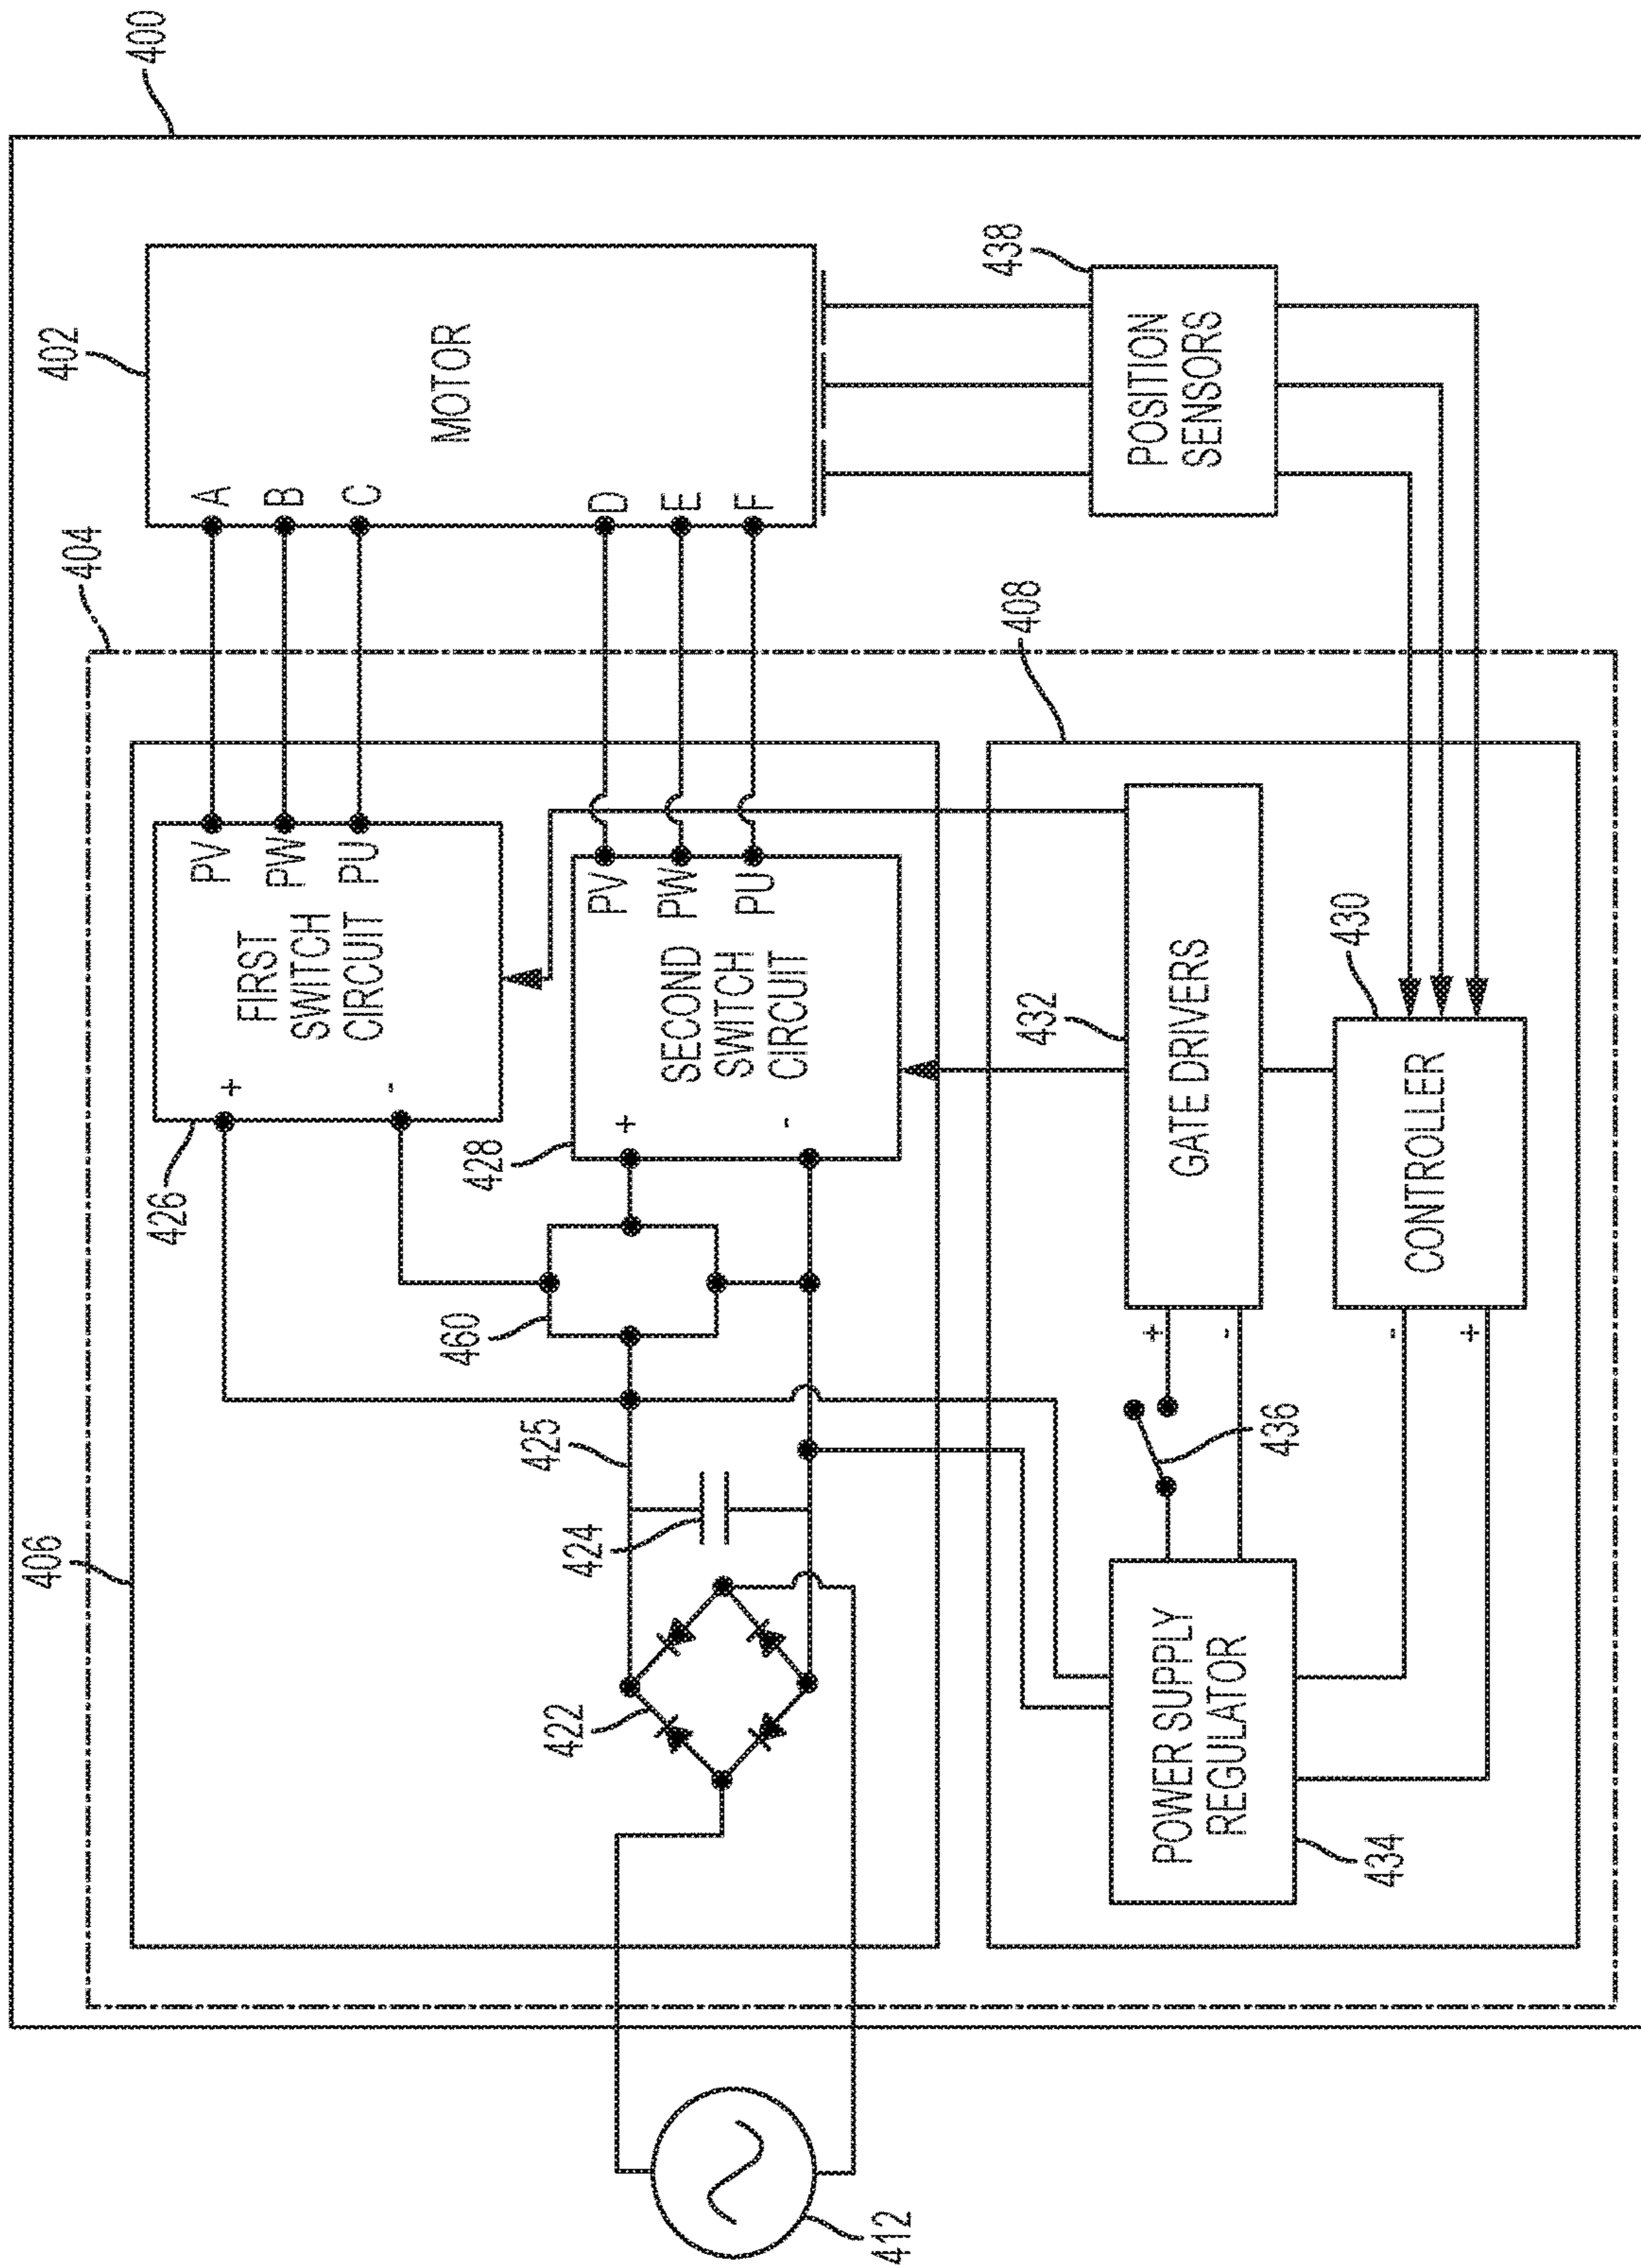 400
402
404
MOTOR
A
B
C
D
E
F
438
POSITION
SENSORS
406
426
FIRST
SWITCH
CIRCUIT
PV
PW
PU
+
-
428
SECOND
SWITCH
CIRCUIT
PV
PW
PU
+
-
460
425
424
422
412
408
432
GATE DRIVERS
+
-
430
CONTROLLER
-
+
436
POWER SUPPLY
REGULATOR
434